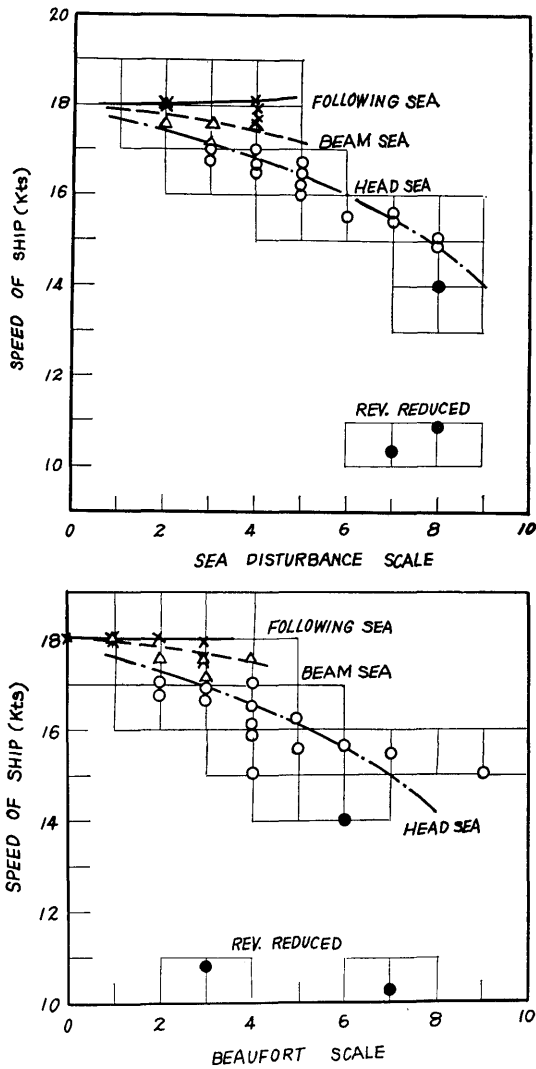 20
18
16
14
12
10
SPEED OF SHIP (Kts)
FOLLOWING SEA
BEAM SEA
HEAD SEA
REV. REDUCED
0 2 4 6 8 10
SEA DISTURBANCE SCALE
18
16
14
12
10
SPEED OF SHIP (Kts)
FOLLOWING SEA
BEAM SEA
HEAD SEA
REV. REDUCED
0 2 4 6 8 10
BEAUFORT SCALE